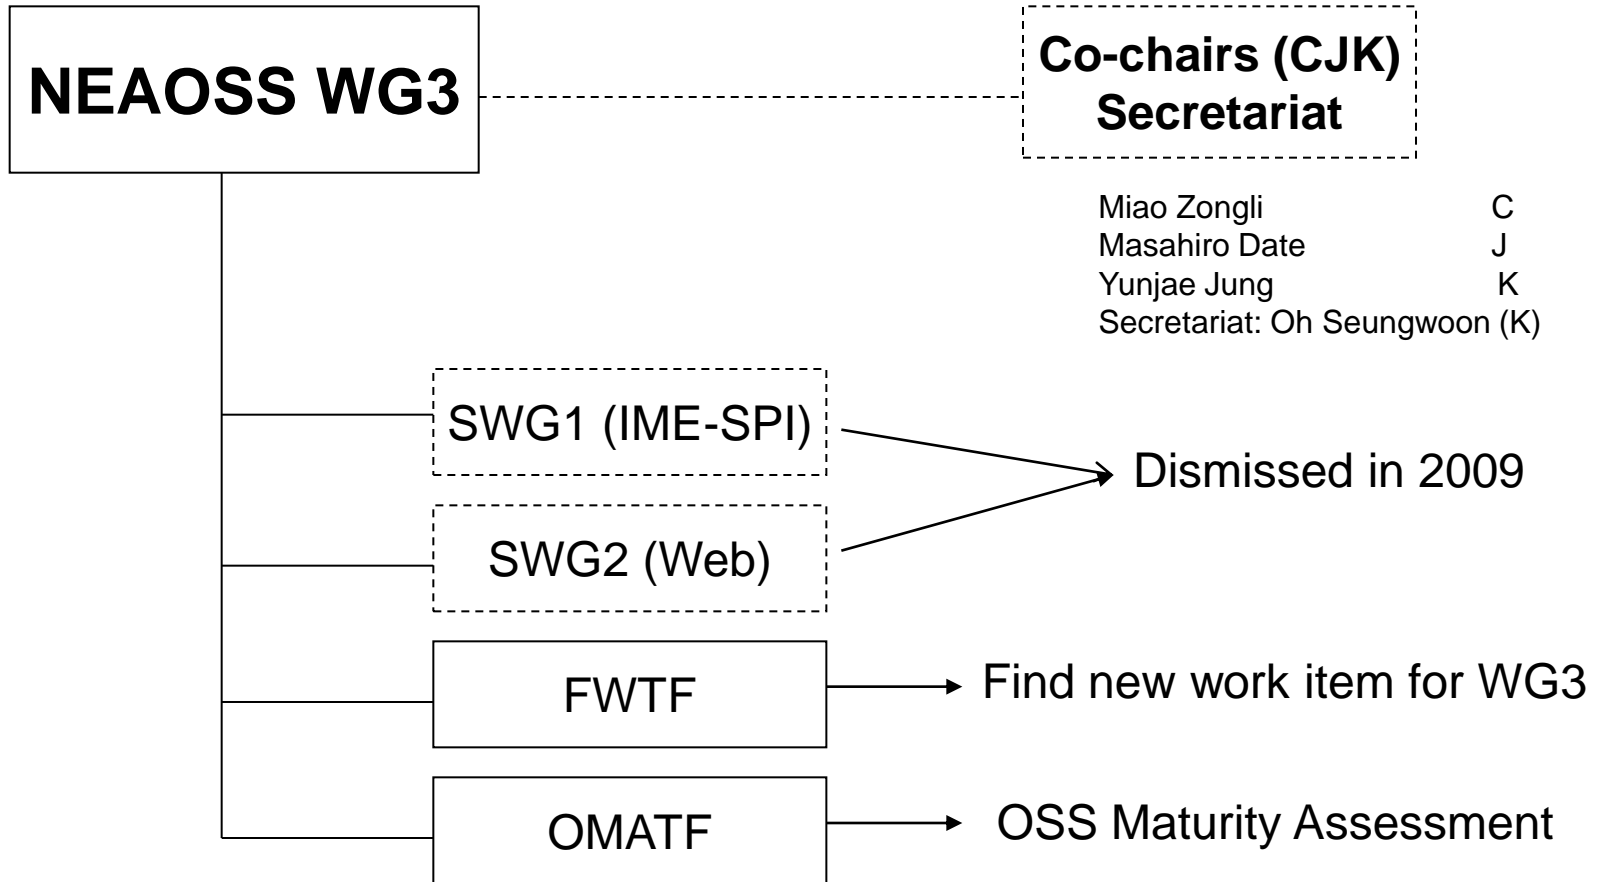 NEAOSS WG3
Co-chairs (CJK)
Secretariat
Miao Zongli C
Masahiro Date J
Yunjae Jung K
Secretariat: Oh Seungwoon (K)
SWG1 (IME-SPI)
Dismissed in 2009
SWG2 (Web)
FWTF
Find new work item for WG3
OMATF
OSS Maturity Assessment